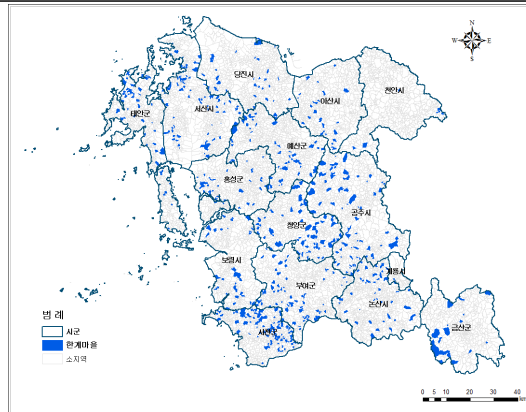 N
W E
S
당진시
아산시
천안시
서산시
태안군
예산군
홍성군
공주시
청양군
보령시
계룡시
부여군
논산시
서천군
금산군
범 례
시군
한계마을
소지역
0 5 10 20 30 40
km